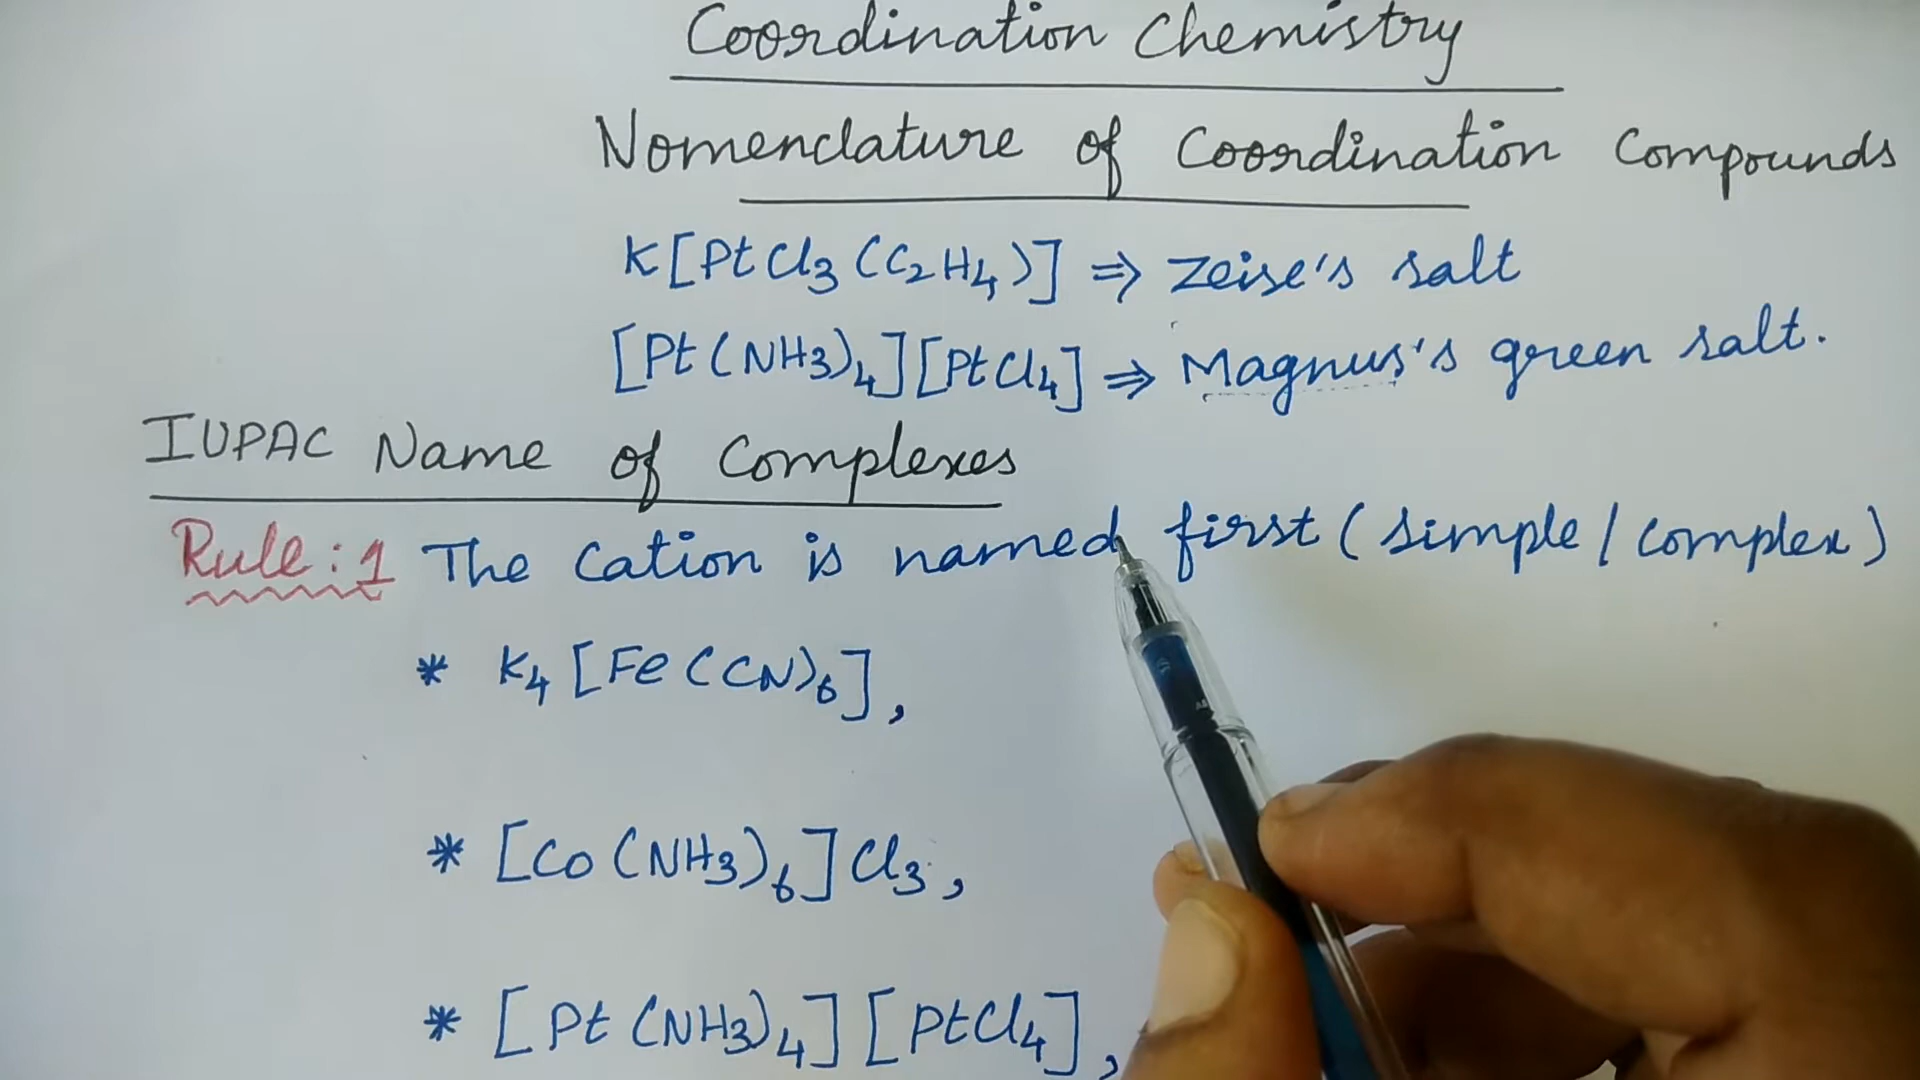 Coordination Chemistry
Nomenclature of Coordination Compounds
K[PtCl3(C2H4)] ⇒ Zeise's salt
[Pt(NH3)4][PtCl4] ⇒ Magnus's green salt.
IUPAC Name of Complexes
Rule:1 The Cation is named first (simple / complex)
* K4[Fe(CN)6],
* [Co(NH3)6]Cl3,
* [Pt(NH3)4][PtCl4],